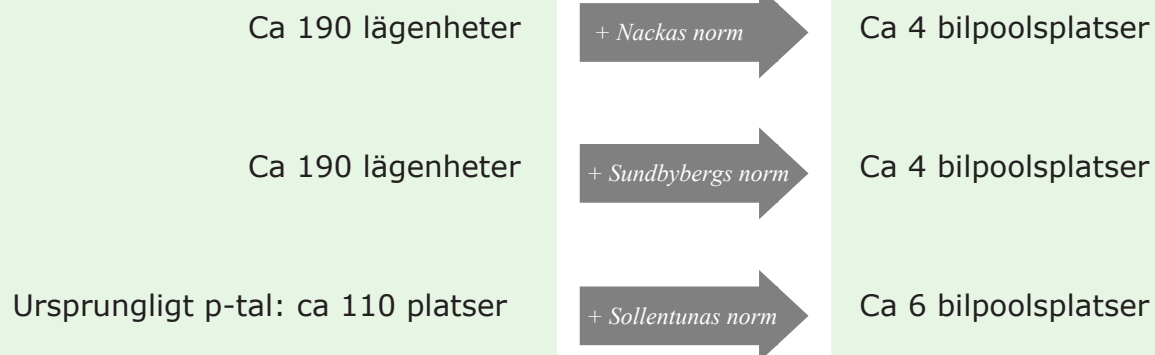 Ca 190 lägenheter + Nackas norm Ca 4 bilpoolsplatser
Ca 190 lägenheter + Sundbybergs norm Ca 4 bilpoolsplatser
Ursprungligt p-tal: ca 110 platser + Sollentunas norm Ca 6 bilpoolsplatser